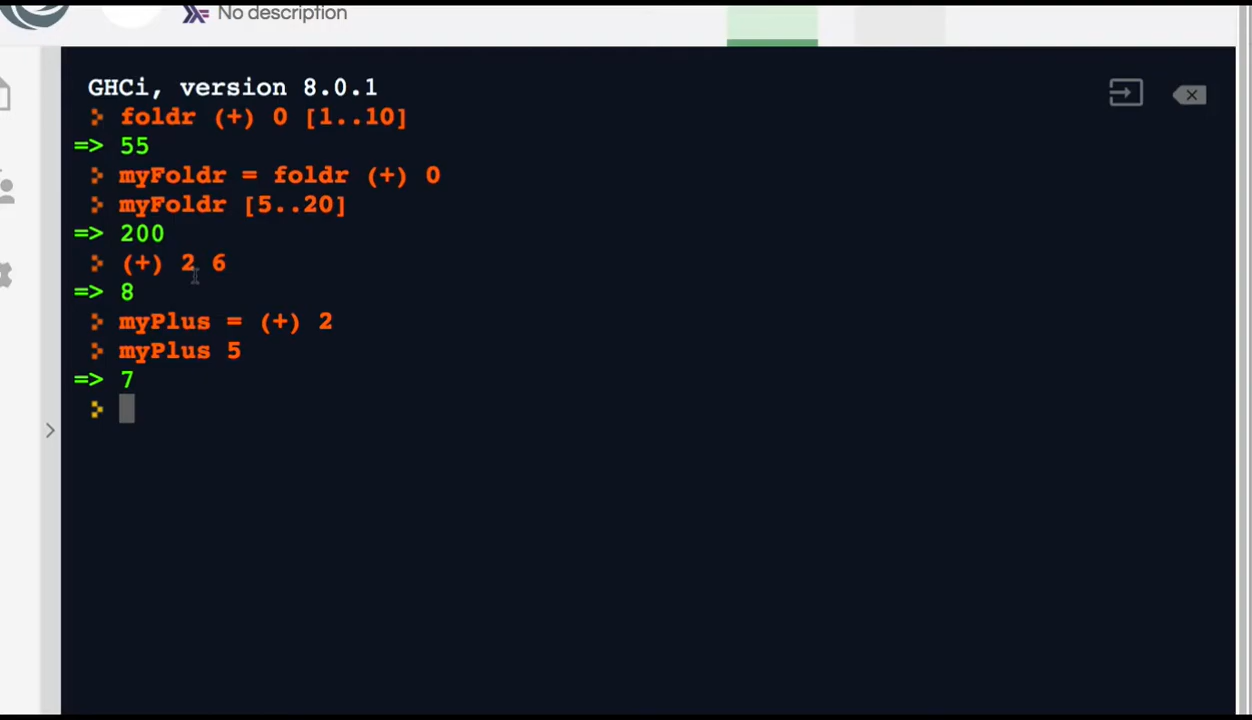 No description
GHCi, version 8.0.1
foldr (+) 0 [1..10]
=> 55
myFoldr = foldr (+) 0
myFoldr [5..20]
=> 200
(+) 2 6
=> 8
myPlus = (+) 2
myPlus 5
=> 7